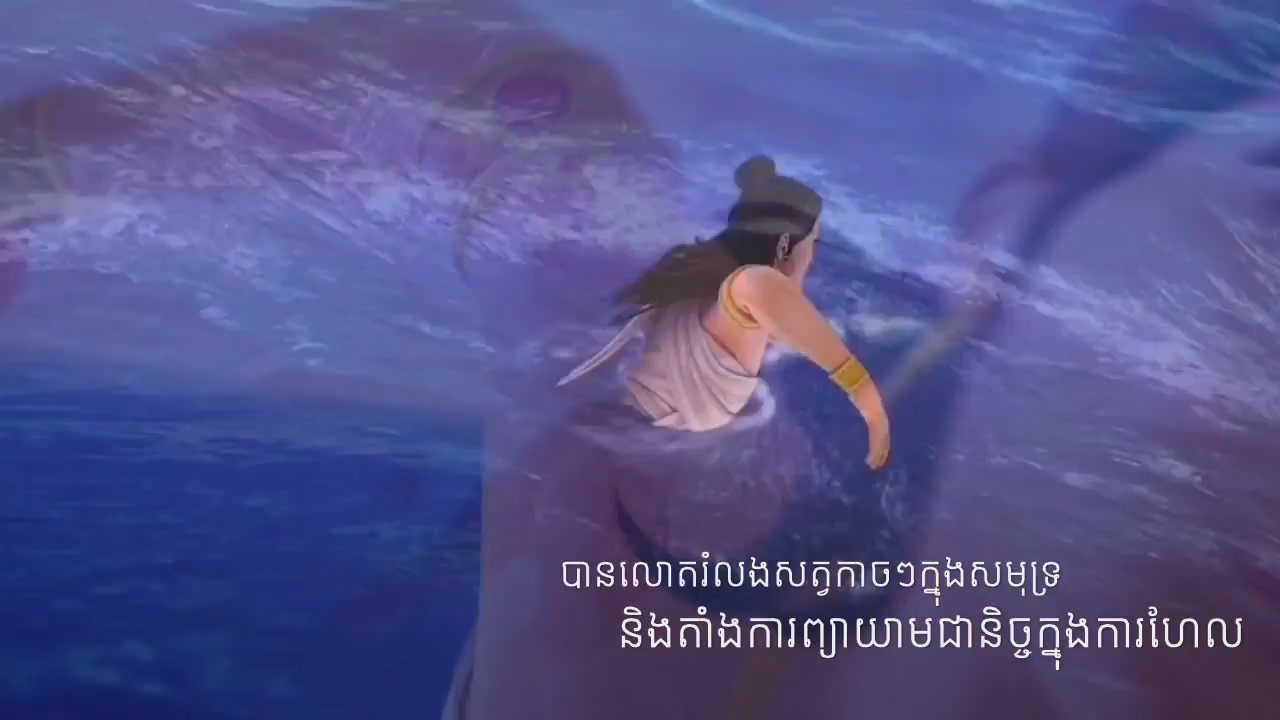 បានលោតរំលងសត្វកាចៗក្នុងសមុទ្រ
និងតាំងការព្យាយាមជានិច្ចក្នុងការហែល